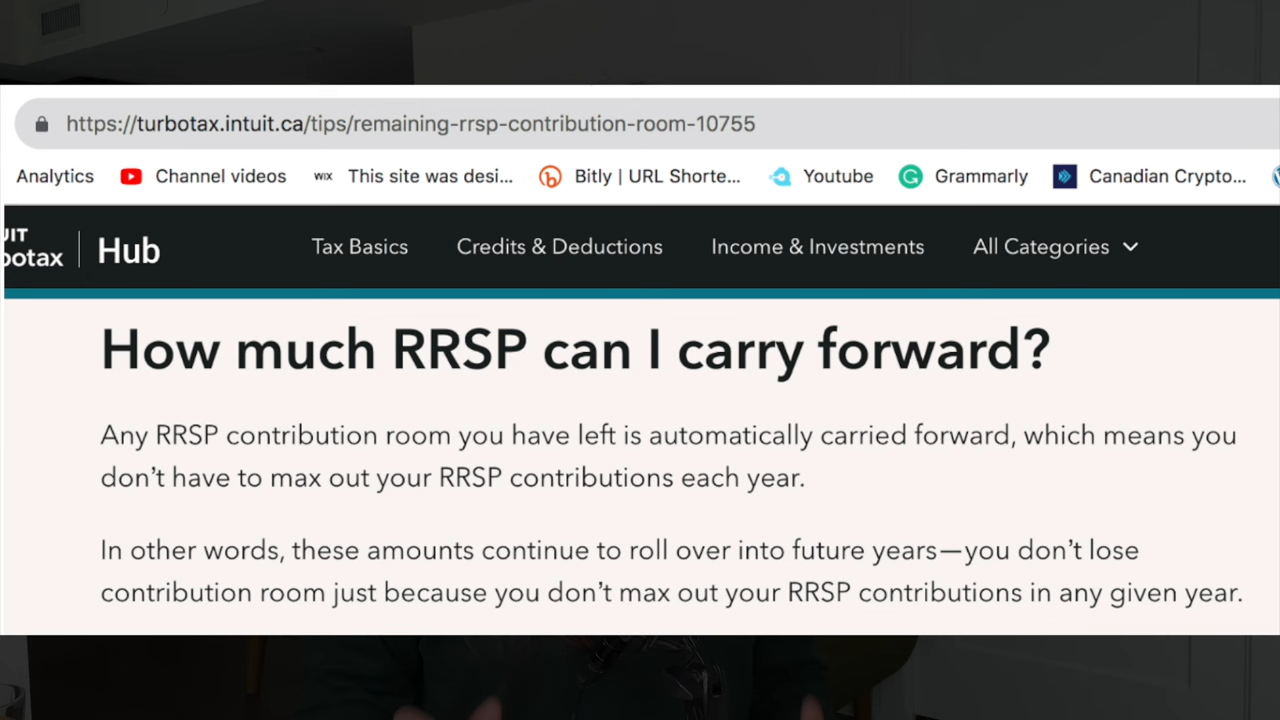 https://turbotax.intuit.ca/tips/remaining-rrsp-contribution-room-10755
Analytics Channel videos WIX This site was desi... Bitly | URL Shorte... Youtube Grammarly Canadian Crypto...
Hub Tax Basics Credits & Deductions Income & Investments All Categories
How much RRSP can I carry forward?
Any RRSP contribution room you have left is automatically carried forward, which means you
don't have to max out your RRSP contributions each year.
In other words, these amounts continue to roll over into future years—you don't lose
contribution room just because you don't max out your RRSP contributions in any given year.